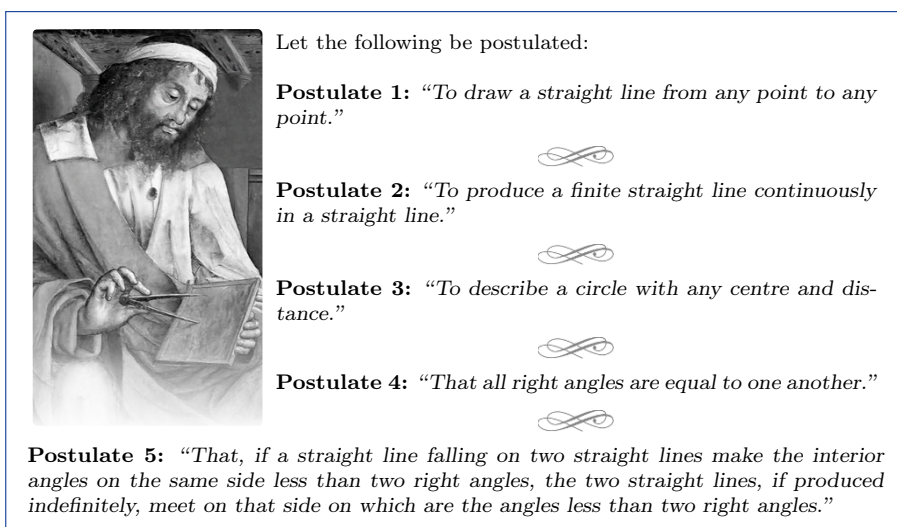 Let the following be postulated:
Postulate 1: “To draw a straight line from any point to any
point.”
Postulate 2: “To produce a finite straight line continuously
in a straight line.”
Postulate 3: “To describe a circle with any centre and dis-
tance.”
Postulate 4: “That all right angles are equal to one another.”
Postulate 5: “That, if a straight line falling on two straight lines make the interior
angles on the same side less than two right angles, the two straight lines, if produced
indefinitely, meet on that side on which are the angles less than two right angles.”